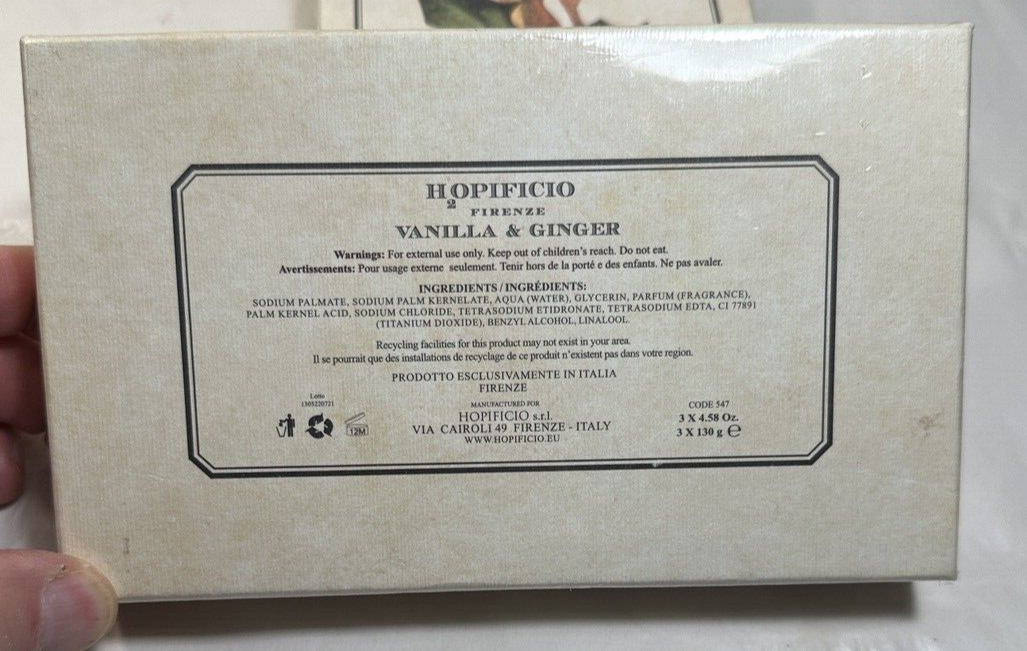 H2OPIFICIO
FIRENZE
VANILLA & GINGER
Warnings: For external use only. Keep out of children's reach. Do not eat.
Avertissements: Pour usage externe seulement. Tenir hors de la porté e des enfants. Ne pas avaler.
INGREDIENTS / INGRÉDIENTS:
SODIUM PALMATE, SODIUM PALM KERNELATE, AQUA (WATER), GLYCERIN, PARFUM (FRAGRANCE),
PALM KERNEL ACID, SODIUM CHLORIDE, TETRASODIUM ETIDRONATE, TETRASODIUM EDTA, CI 77891
(TITANIUM DIOXIDE), BENZYL ALCOHOL, LINALOOL.
Recycling facilities for this product may not exist in your area.
Il se pourrait que des installations de recyclage de ce produit n'existent pas dans votre region.
PRODOTTO ESCLUSIVAMENTE IN ITALIA
FIRENZE
Lotto
1305220721
12M
MANUFACTURED FOR
HOPIFICIO s.r.l.
VIA CAIROLI 49 FIRENZE - ITALY
WWW.HOPIFICIO.EU
CODE 547
3 X 4.58 Oz.
3 X 130 g ℮